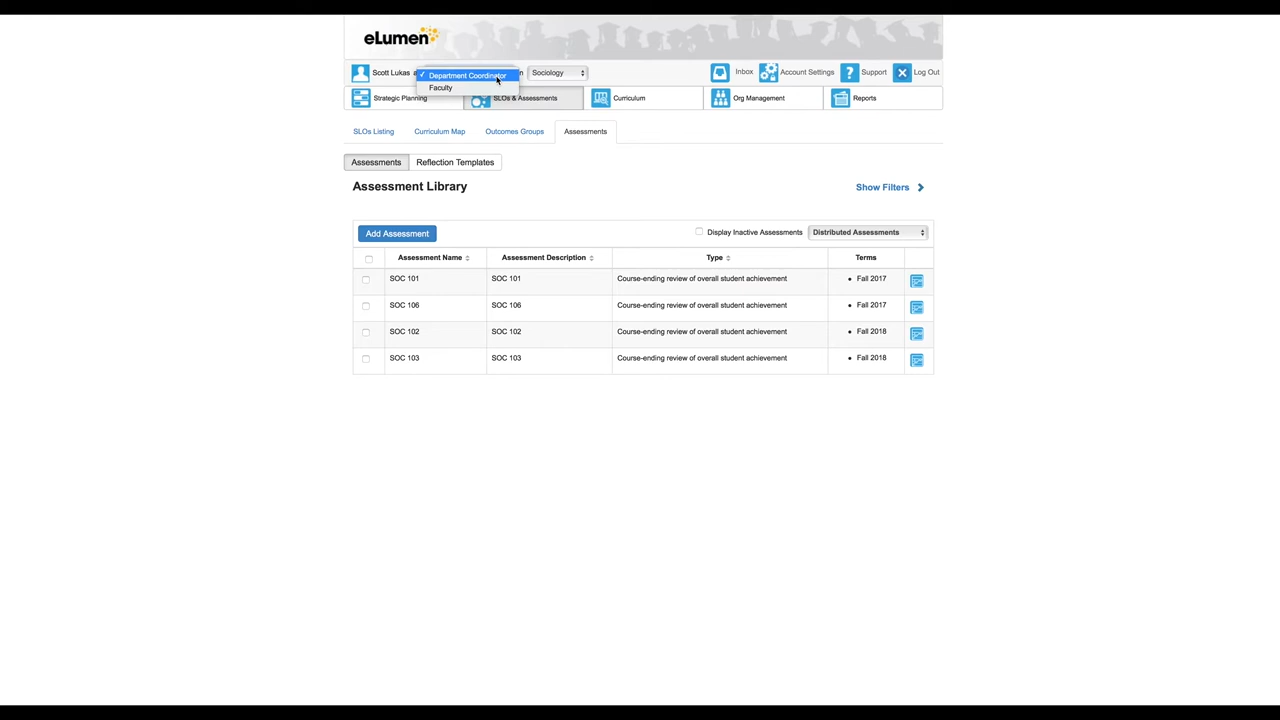 eLumen
Scott Lukas a ✓ Department Coordinator n Sociology Inbox Account Settings Support Log Out
Faculty
Strategic Planning SLOs & Assessments Curriculum Org Management Reports
SLOs Listing Curriculum Map Outcomes Groups Assessments
Assessments Reflection Templates
Assessment Library Show Filters
Add Assessment Display Inactive Assessments Distributed Assessments
Assessment Name Assessment Description Type Terms
SOC 101 SOC 101 Course-ending review of overall student achievement • Fall 2017
SOC 106 SOC 106 Course-ending review of overall student achievement • Fall 2017
SOC 102 SOC 102 Course-ending review of overall student achievement • Fall 2018
SOC 103 SOC 103 Course-ending review of overall student achievement • Fall 2018